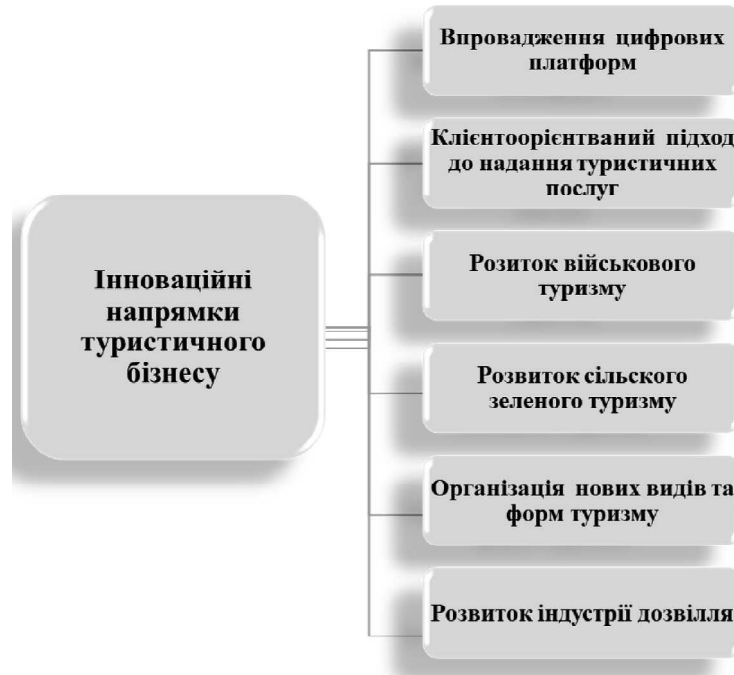 Інноваційні
напрямки
туристичного
бізнесу
Впровадження цифрових
платформ
Клієнтоорієнтваний підход
до надання туристичних
послуг
Розиток військового
туризму
Розвиток сільского
зеленого туризму
Організація нових видів та
форм туризму
Розвиток індустрії дозвілля